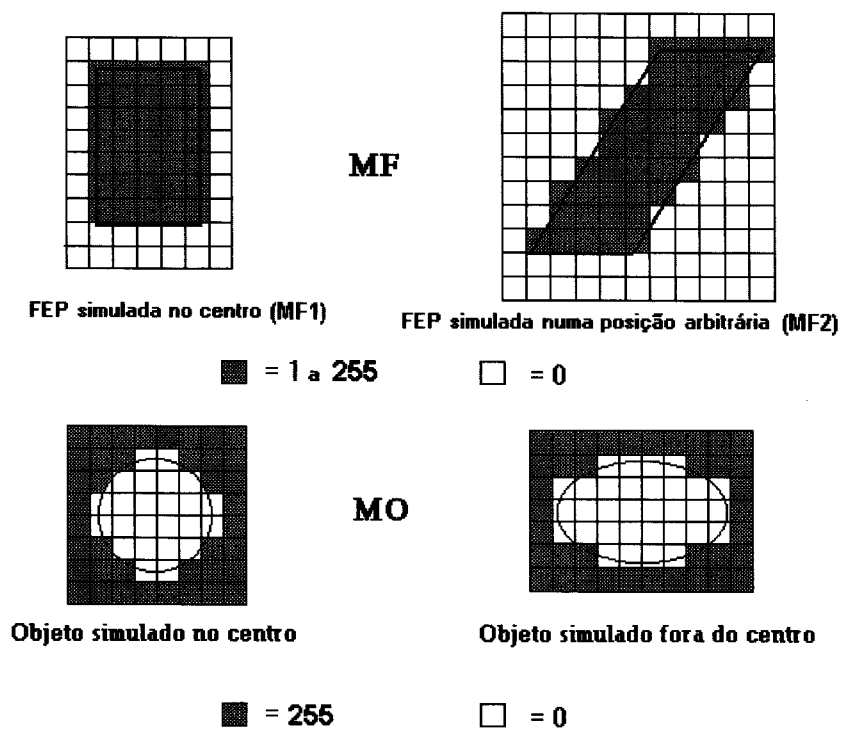 MF
FEP simulada no centro (MF1)
FEP simulada numa posição arbitrária (MF2)
= 1 a 255
= 0
MO
Objeto simulado no centro
Objeto simulado fora do centro
= 255
= 0